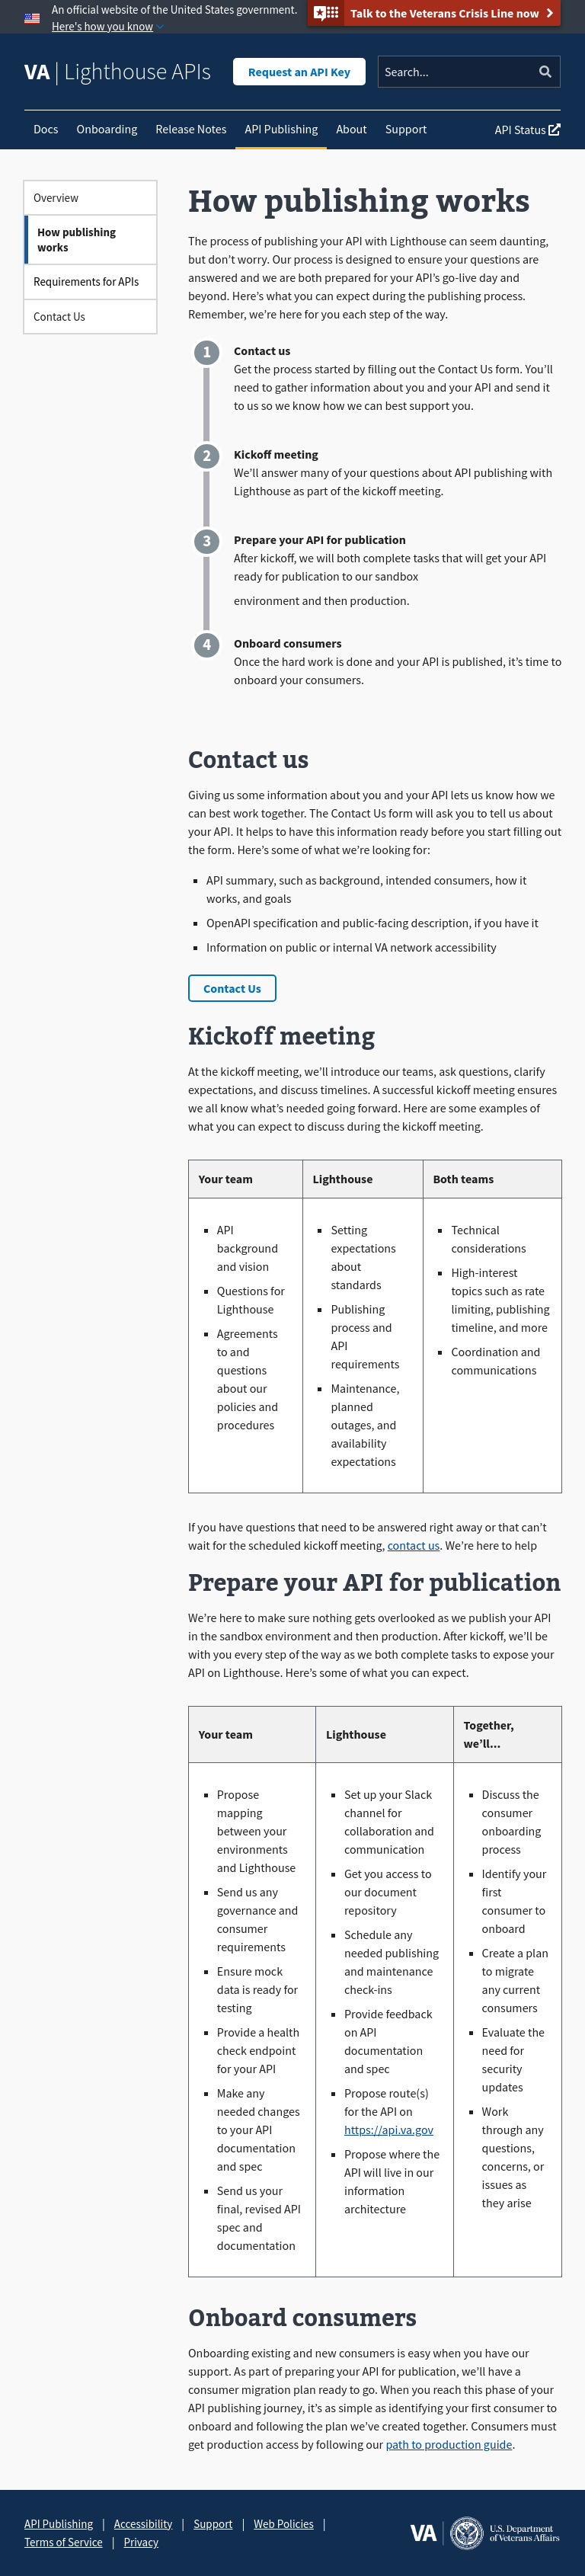 An official website of the United States government.
Here's how you know
Talk to the Veterans Crisis Line now
VA | Lighthouse APIs
Request an API Key
Search...
Docs
Onboarding
Release Notes
API Publishing
About
Support
API Status
Overview
How publishing
works
Requirements for APIs
Contact Us
How publishing works
The process of publishing your API with Lighthouse can seem daunting,
but don’t worry. Our process is designed to ensure your questions are
answered and we are both prepared for your API’s go-live day and
beyond. Here’s what you can expect during the publishing process.
Remember, we’re here for you each step of the way.
1
Contact us
Get the process started by filling out the Contact Us form. You’ll
need to gather information about you and your API and send it
to us so we know how we can best support you.
2
Kickoff meeting
We’ll answer many of your questions about API publishing with
Lighthouse as part of the kickoff meeting.
3
Prepare your API for publication
After kickoff, we will both complete tasks that will get your API
ready for publication to our sandbox
environment and then production.
4
Onboard consumers
Once the hard work is done and your API is published, it’s time to
onboard your consumers.
Contact us
Giving us some information about you and your API lets us know how we
can best work together. The Contact Us form will ask you to tell us about
your API. It helps to have this information ready before you start filling out
the form. Here’s some of what we’re looking for:
API summary, such as background, intended consumers, how it
works, and goals
OpenAPI specification and public-facing description, if you have it
Information on public or internal VA network accessibility
Contact Us
Kickoff meeting
At the kickoff meeting, we’ll introduce our teams, ask questions, clarify
expectations, and discuss timelines. A successful kickoff meeting ensures
we all know what’s needed going forward. Here are some examples of
what you can expect to discuss during the kickoff meeting.
Your team
Lighthouse
Both teams
API
background
and vision
Questions for
Lighthouse
Agreements
to and
questions
about our
policies and
procedures
Setting
expectations
about
standards
Publishing
process and
API
requirements
Maintenance,
planned
outages, and
availability
expectations
Technical
considerations
High-interest
topics such as rate
limiting, publishing
timeline, and more
Coordination and
communications
If you have questions that need to be answered right away or that can’t
wait for the scheduled kickoff meeting, contact us. We’re here to help
Prepare your API for publication
We’re here to make sure nothing gets overlooked as we publish your API
in the sandbox environment and then production. After kickoff, we’ll be
with you every step of the way as we both complete tasks to expose your
API on Lighthouse. Here’s some of what you can expect.
Your team
Lighthouse
Together,
we’ll...
Propose
mapping
between your
environments
and Lighthouse
Send us any
governance and
consumer
requirements
Ensure mock
data is ready for
testing
Provide a health
check endpoint
for your API
Make any
needed changes
to your API
documentation
and spec
Send us your
final, revised API
spec and
documentation
Set up your Slack
channel for
collaboration and
communication
Get you access to
our document
repository
Schedule any
needed publishing
and maintenance
check-ins
Provide feedback
on API
documentation
and spec
Propose route(s)
for the API on
https://api.va.gov
Propose where the
API will live in our
information
architecture
Discuss the
consumer
onboarding
process
Identify your
first
consumer to
onboard
Create a plan
to migrate
any current
consumers
Evaluate the
need for
security
updates
Work
through any
questions,
concerns, or
issues as
they arise
Onboard consumers
Onboarding existing and new consumers is easy when you have our
support. As part of preparing your API for publication, we’ll have a
consumer migration plan ready to go. When you reach this phase of your
API publishing journey, it’s as simple as identifying your first consumer to
onboard and following the plan we’ve created together. Consumers must
get production access by following our path to production guide.
API Publishing | Accessibility | Support | Web Policies |
Terms of Service | Privacy
VA
U.S. Department
of Veterans Affairs